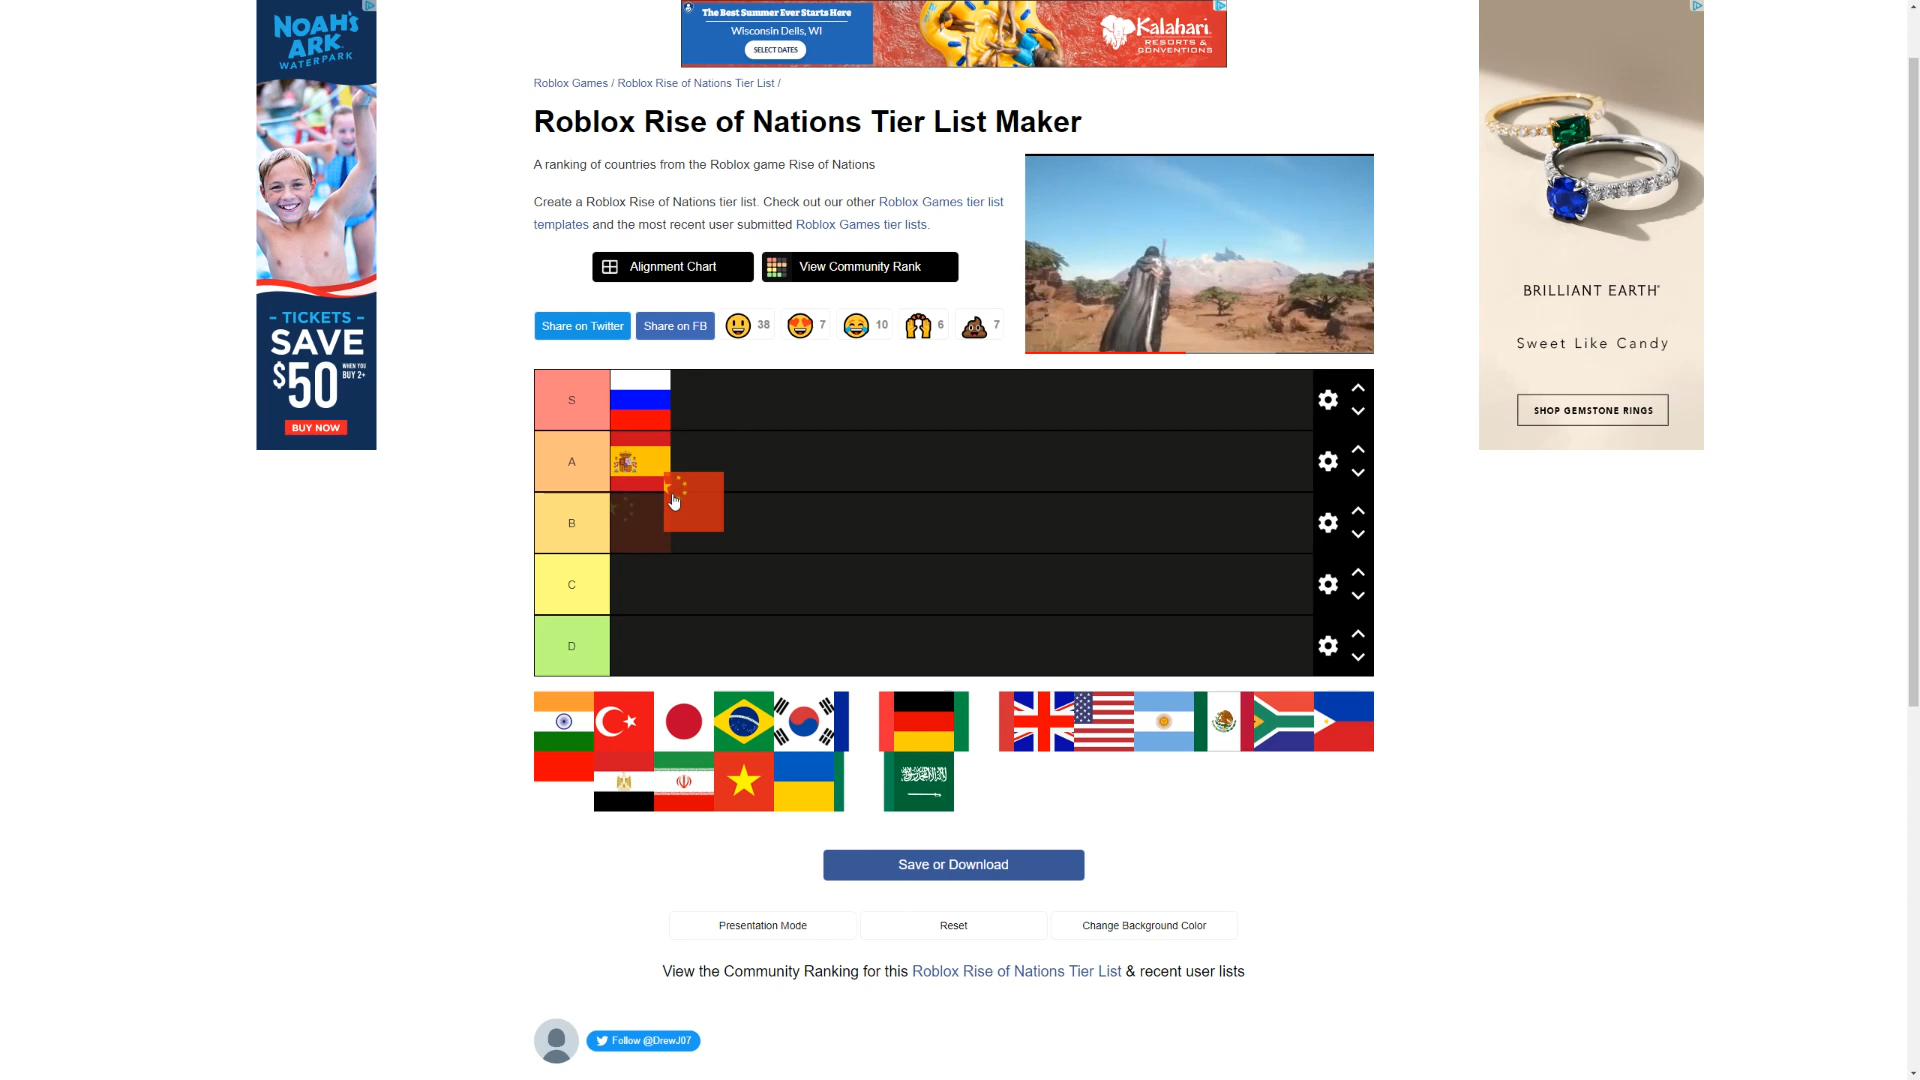 NOAH'S
ARK
WATERPARK
- TICKETS -
SAVE
$50 WHEN YOU
BUY 2+
BUY NOW
The Best Summer Ever Starts Here
Wisconsin Dells, WI
SELECT DATES
Kalahari
RESORTS &
CONVENTIONS
Roblox Games / Roblox Rise of Nations Tier List /
Roblox Rise of Nations Tier List Maker
A ranking of countries from the Roblox game Rise of Nations
Create a Roblox Rise of Nations tier list. Check out our other Roblox Games tier list
templates and the most recent user submitted Roblox Games tier lists.
Alignment Chart
View Community Rank
Share on Twitter
Share on FB
38
7
10
6
7
S
A
B
C
D
Save or Download
Presentation Mode
Reset
Change Background Color
View the Community Ranking for this Roblox Rise of Nations Tier List & recent user lists
Follow @DrewJ07
BRILLIANT EARTH
Sweet Like Candy
SHOP GEMSTONE RINGS